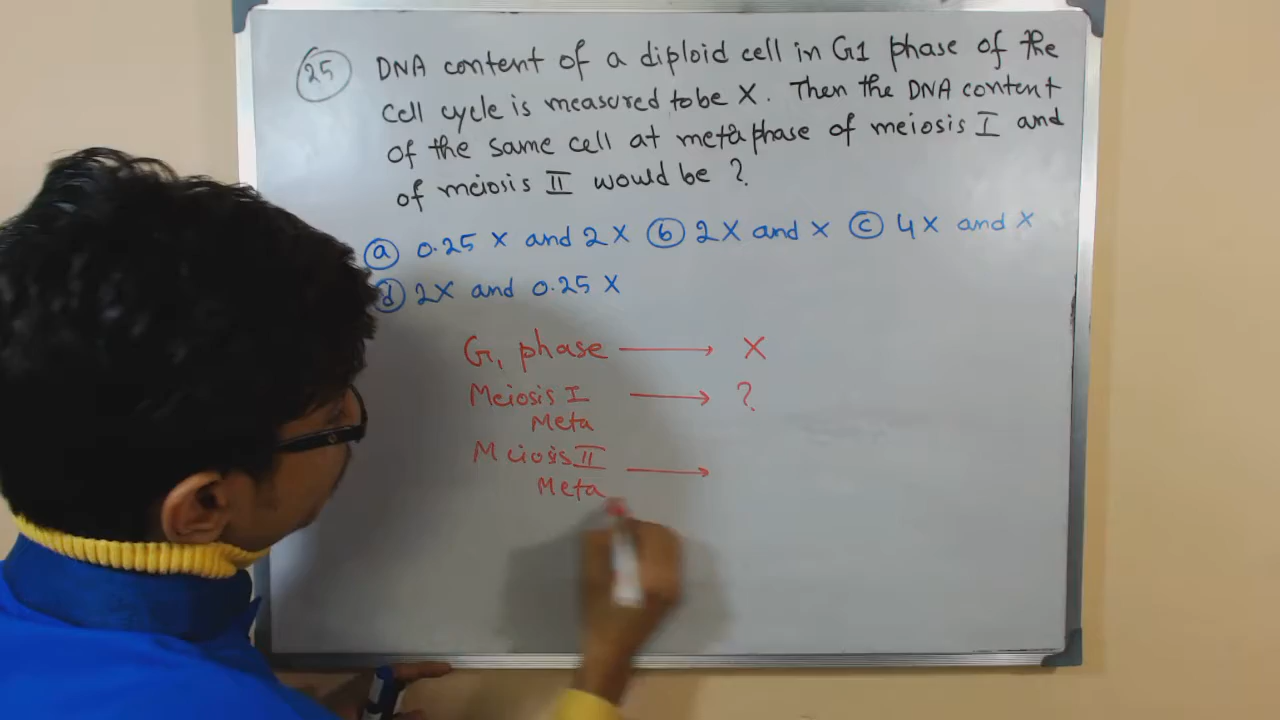 25 DNA content of a diploid cell in G1 phase of the
cell cycle is measured to be X. Then the DNA content
of the same cell at metaphase of meiosis I and
of meiosis II would be ?
a 0.25 X and 2X b 2X and X c 4X and X
d 2X and 0.25 X
G1 phase → X
Meiosis I → ?
Meta
Meiosis II →
Meta